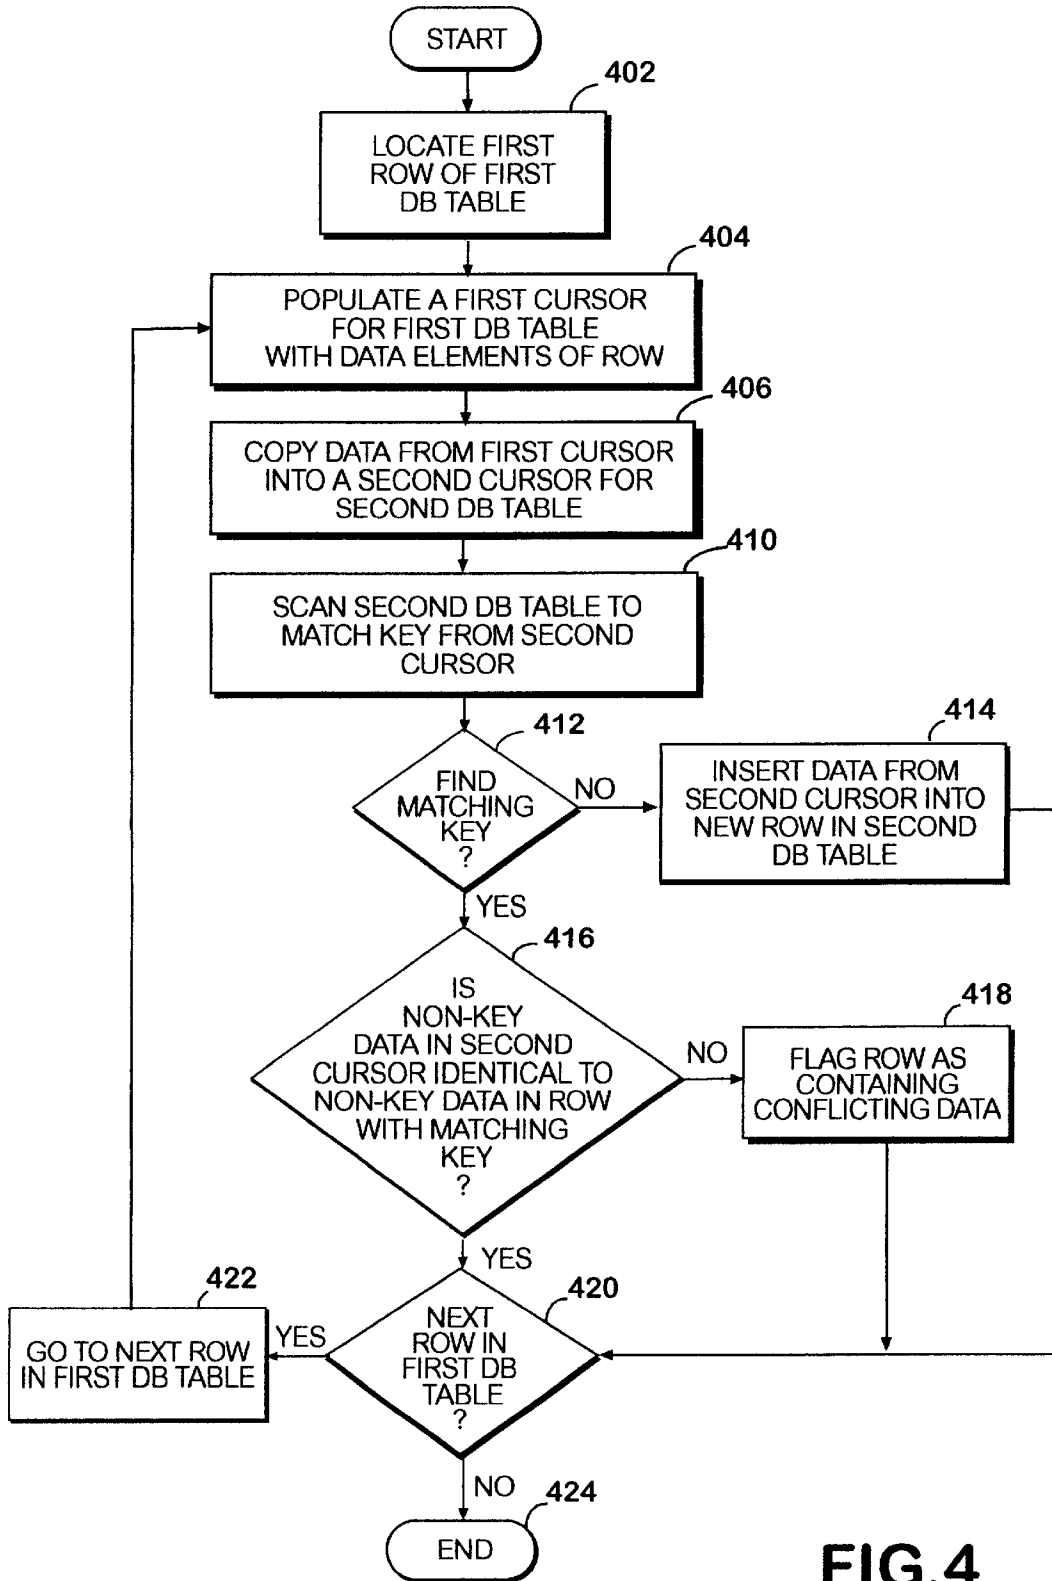 START
402
LOCATE FIRST
ROW OF FIRST
DB TABLE
404
POPULATE A FIRST CURSOR
FOR FIRST DB TABLE
WITH DATA ELEMENTS OF ROW
406
COPY DATA FROM FIRST CURSOR
INTO A SECOND CURSOR FOR
SECOND DB TABLE
410
SCAN SECOND DB TABLE TO
MATCH KEY FROM SECOND
CURSOR
412
FIND
MATCHING
KEY
?
NO
414
INSERT DATA FROM
SECOND CURSOR INTO
NEW ROW IN SECOND
DB TABLE
YES
416
IS
NON-KEY
DATA IN SECOND
CURSOR IDENTICAL TO
NON-KEY DATA IN ROW
WITH MATCHING
KEY
?
NO
418
FLAG ROW AS
CONTAINING
CONFLICTING DATA
YES
420
NEXT
ROW IN
FIRST DB
TABLE
?
YES
422
GO TO NEXT ROW
IN FIRST DB TABLE
NO
424
END
FIG.4